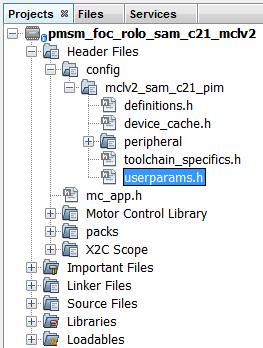 Projects Files Services
pmsm_foc_rolo_sam_c21_mclv2
Header Files
config
mclv2_sam_c21_pim
definitions.h
device_cache.h
peripheral
toolchain_specifics.h
userparams.h
mc_app.h
Motor Control Library
packs
X2C Scope
Important Files
Linker Files
Source Files
Libraries
Loadables